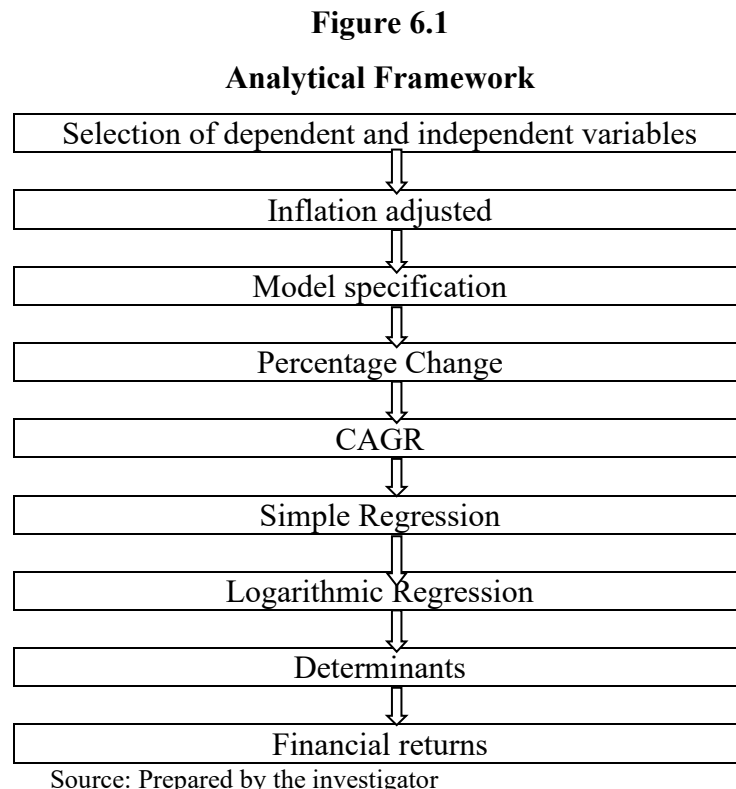 Figure 6.1
Analytical Framework
Selection of dependent and independent variables
Inflation adjusted
Model specification
Percentage Change
CAGR
Simple Regression
Logarithmic Regression
Determinants
Financial returns
Source: Prepared by the investigator